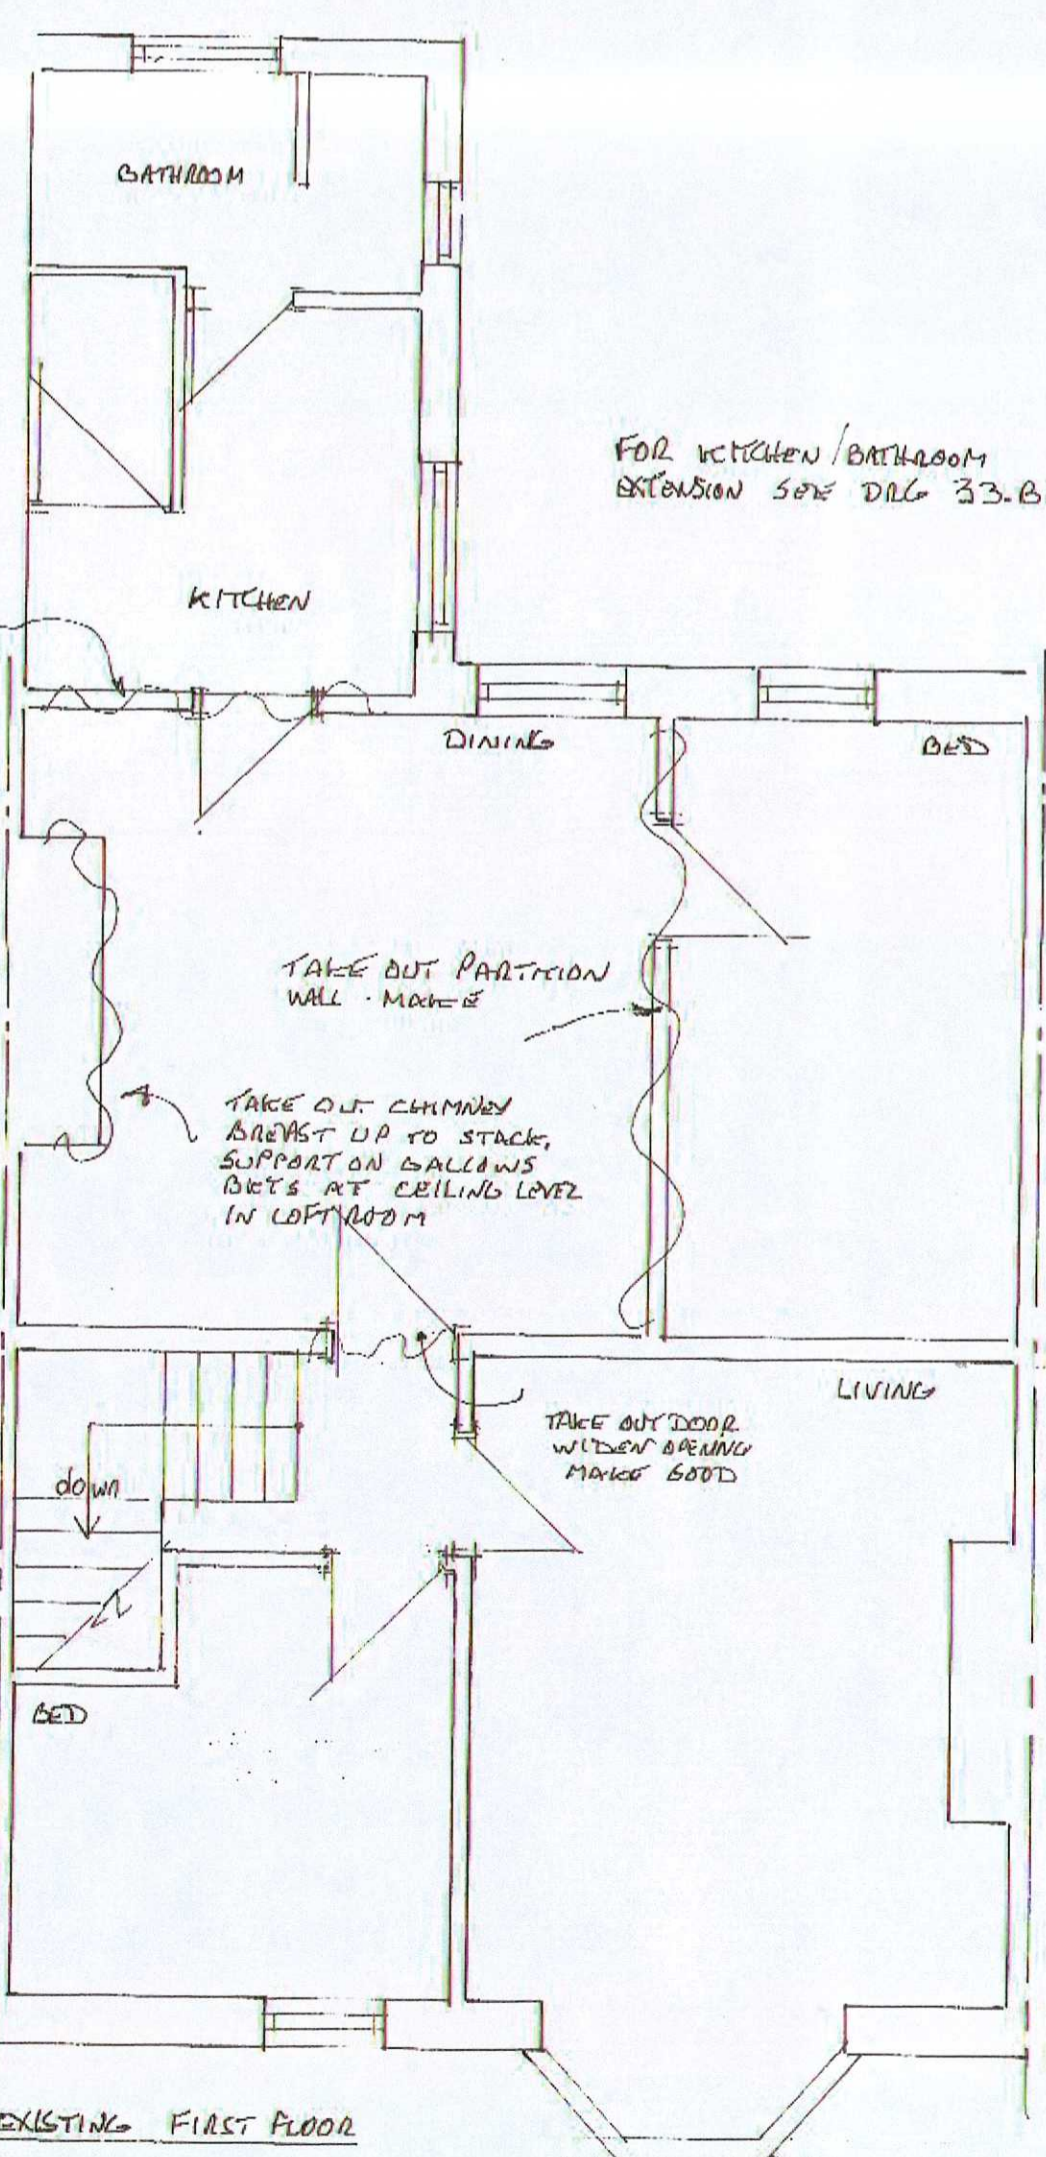 BATHROOM
FOR KITCHEN/BATHROOM
EXTENSION SEE DRG 33.B
KITCHEN
DINING
BED
TAKE OUT PARTITION
WALL. MAKE
TAKE OUT CHIMNEY
BREAST UP TO STACK,
SUPPORT ON GALLOWS
BKTS AT CEILING LEVEL
IN LOFT ROOM
LIVING
TAKE OUT DOOR
WIDEN OPENING
MAKE GOOD
down
BED
EXISTING FIRST FLOOR